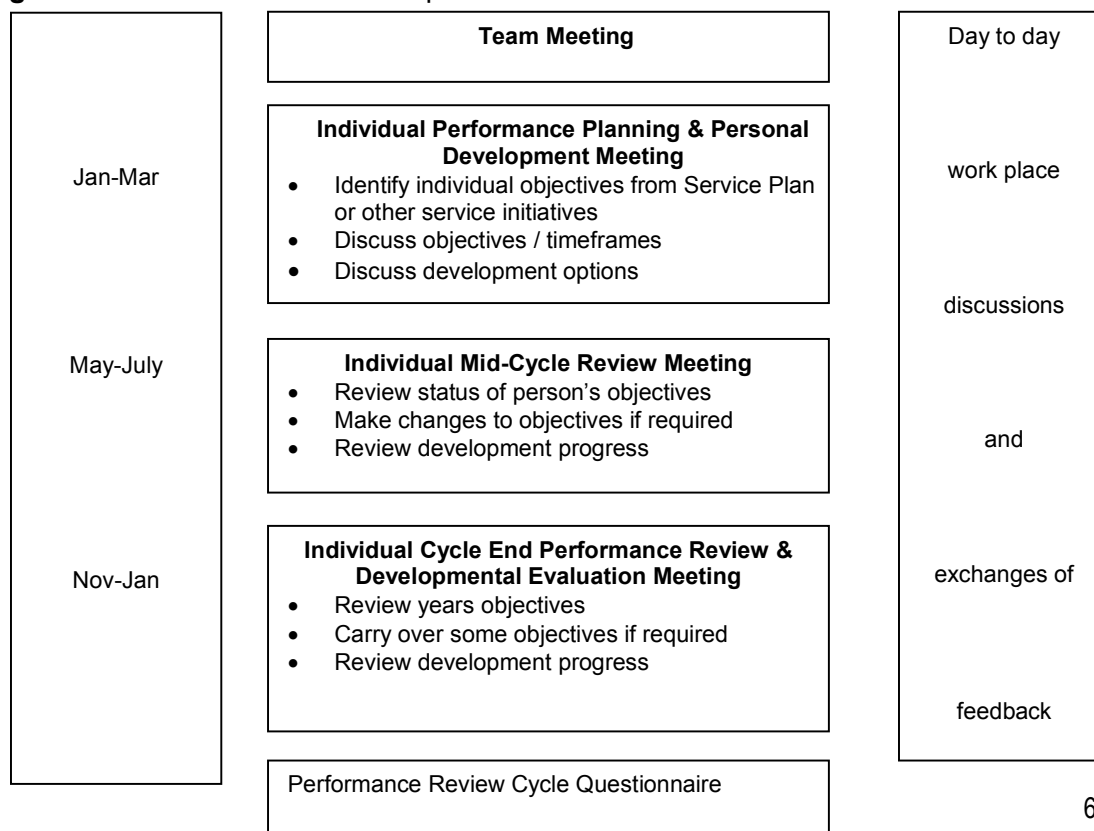 Jan-Mar
May-July
Nov-Jan
Team Meeting
Individual Performance Planning & Personal
Development Meeting
• Identify individual objectives from Service Plan
or other service initiatives
• Discuss objectives / timeframes
• Discuss development options
Individual Mid-Cycle Review Meeting
• Review status of person’s objectives
• Make changes to objectives if required
• Review development progress
Individual Cycle End Performance Review &
Developmental Evaluation Meeting
• Review years objectives
• Carry over some objectives if required
• Review development progress
Performance Review Cycle Questionnaire
Day to day
work place
discussions
and
exchanges of
feedback
6